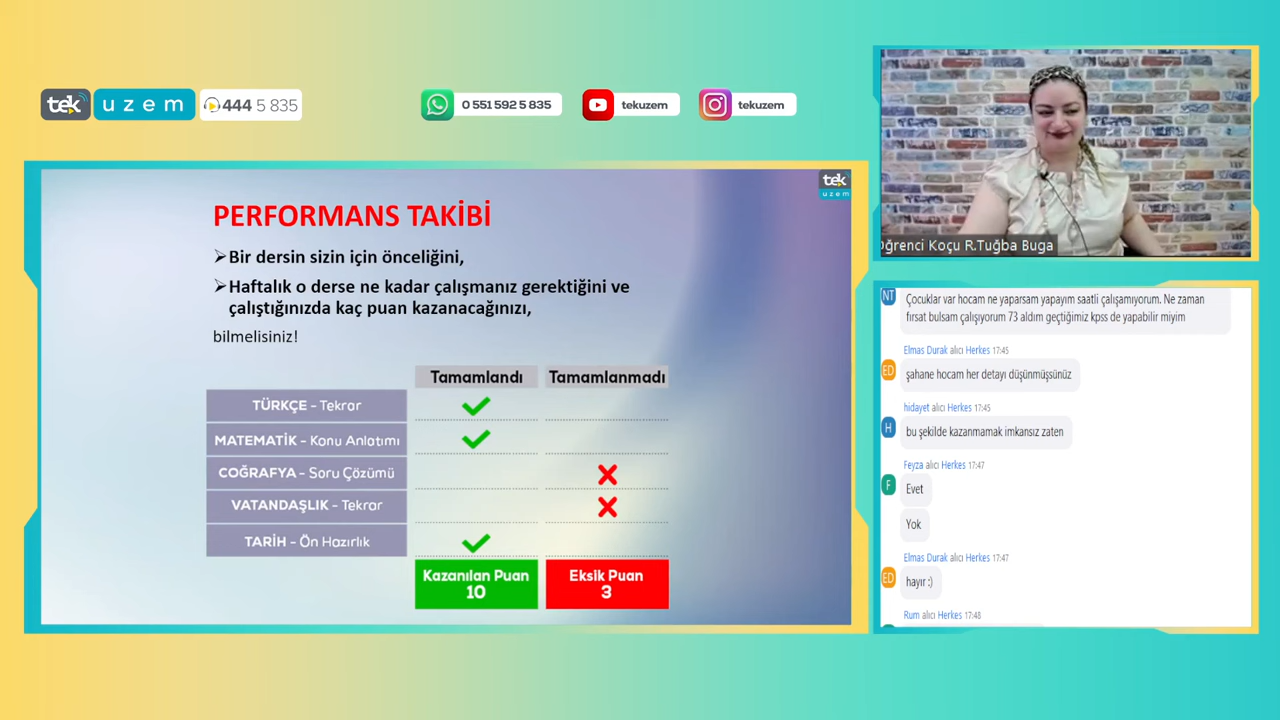 tek uzem 444 5 835
0 551 592 5 835
tekuzem
tekuzem
tek
uzem
PERFORMANS TAKİBİ
➢Bir dersin sizin için önceliğini,
➢Haftalık o derse ne kadar çalışmanız gerektiğini ve
çalıştığınızda kaç puan kazanacağınızı,
bilmelisiniz!
Tamamlandı Tamamlanmadı
TÜRKÇE - Tekrar
MATEMATİK - Konu Anlatımı
COĞRAFYA - Soru Çözümü
VATANDAŞLIK - Tekrar
TARİH - Ön Hazırlık
Kazanılan Puan
10
Eksik Puan
3
Öğrenci Koçu R.Tuğba Buga
NT
Çocuklar var hocam ne yaparsam yapayım saatli çalışamıyorum. Ne zaman
fırsat bulsam çalışıyorum 73 aldım geçtiğimiz kpss de yapabilir miyim
Elmas Durak alıcı Herkes 17:45
ED
şahane hocam her detayı düşünmüşsünüz
hidayet alıcı Herkes 17:45
H
bu şekilde kazanmamak imkansız zaten
Feyza alıcı Herkes 17:47
F
Evet
Yok
Elmas Durak alıcı Herkes 17:47
ED
hayır :)
Rum alıcı Herkes 17:48